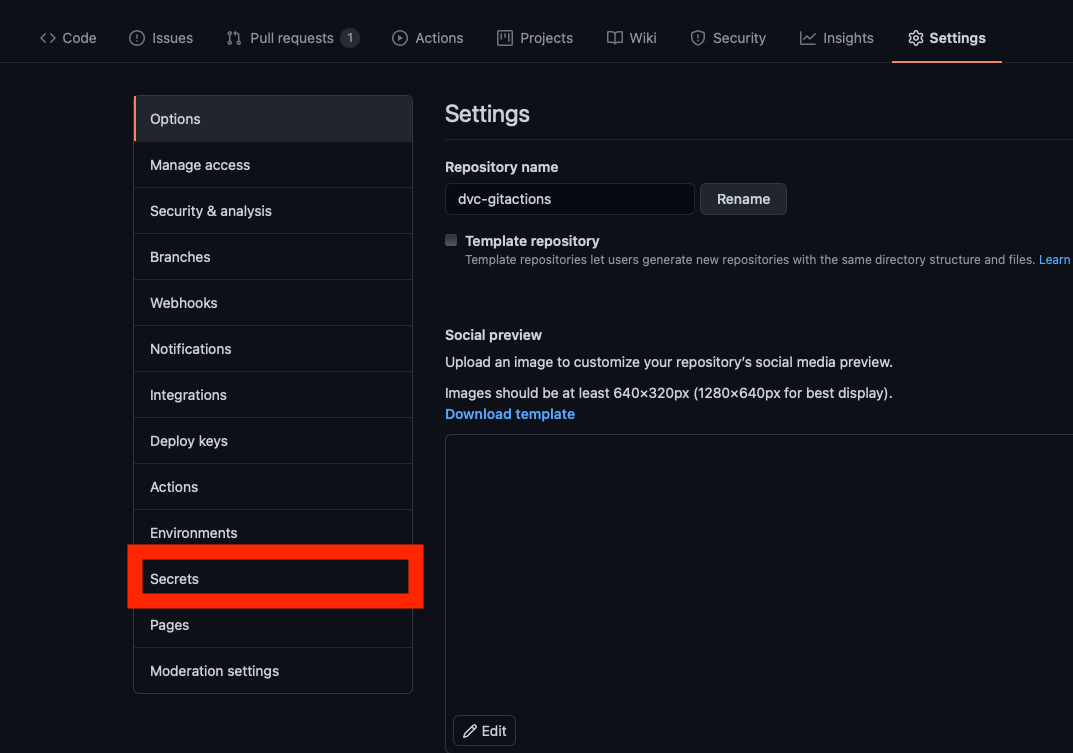 Code Issues Pull requests 1 Actions Projects Wiki Security Insights Settings
Options
Manage access
Security & analysis
Branches
Webhooks
Notifications
Integrations
Deploy keys
Actions
Environments
Secrets
Pages
Moderation settings
Settings
Repository name
dvc-gitactions Rename
Template repository
Template repositories let users generate new repositories with the same directory structure and files. Learn
Social preview
Upload an image to customize your repository’s social media preview.
Images should be at least 640×320px (1280×640px for best display).
Download template
Edit